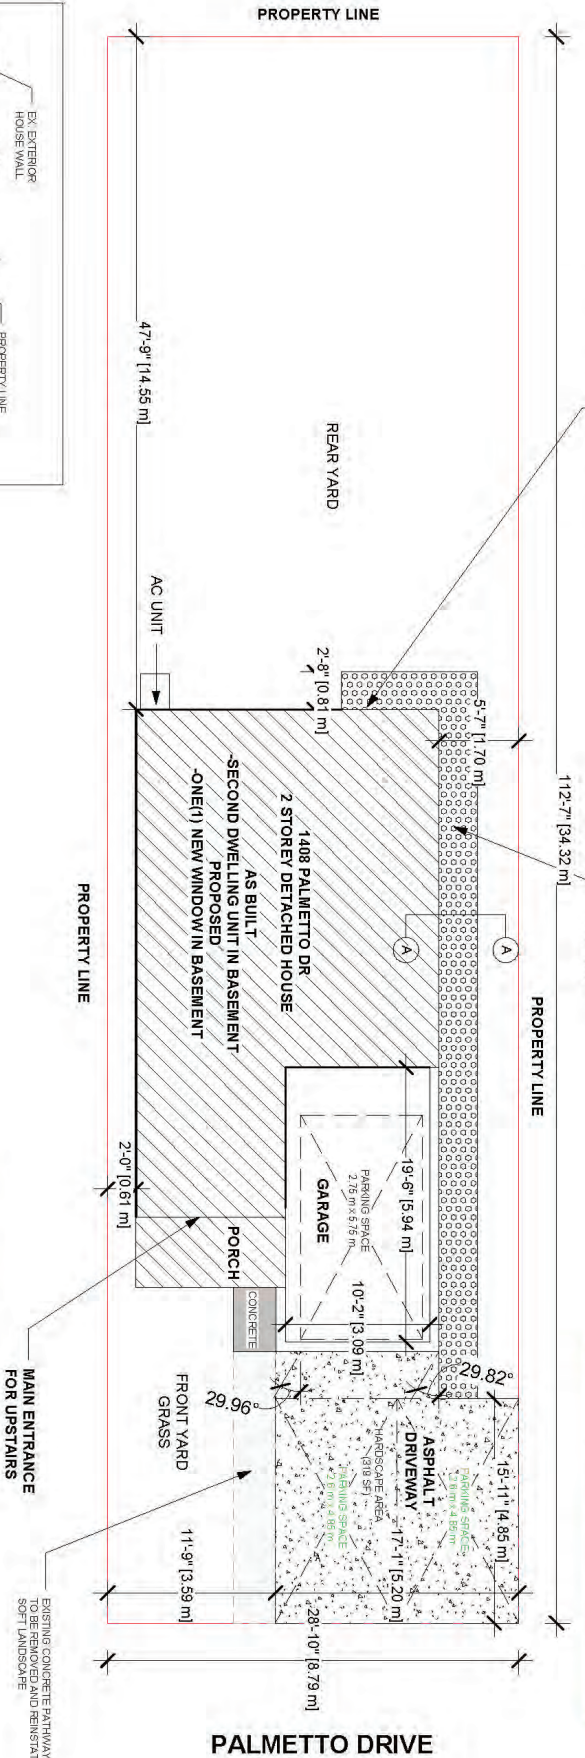 PROPERTY LINE
EX. EXTERIOR
HOUSE WALL
PROPERTY LINE
47'-9" [14.55 m]
REAR YARD
AC UNIT
2'-8" [0.81 m]
5'-7" [1.70 m]
112'-7" [34.32 m]
1408 PALMETTO DR
2 STOREY DETACHED HOUSE
AS BUILT
-SECOND DWELLING UNIT IN BASEMENT
PROPOSED
-ONE(1) NEW WINDOW IN BASEMENT
A
A
PROPERTY LINE
PROPERTY LINE
2'-0" [0.61 m]
19'-6" [5.94 m]
PARKING SPACE
2.75 m x 5.75 m
GARAGE
10'-2" [3.09 m]
PORCH
CONCRETE
MAIN ENTRANCE
FOR UPSTAIRS
29.82°
29.96°
FRONT YARD
GRASS
ASPHALT
DRIVEWAY
HARDSCAPE AREA
(319 SF)
PARKING SPACE
2.6 m x 4.85 m
PARKING SPACE
2.6 m x 4.85 m
15'-11" [4.85 m]
17'-1" [5.20 m]
11'-9" [3.59 m]
28'-10" [8.79 m]
EXISTING CONCRETE PATHWAY
TO BE REMOVED AND REINSTAT
SOFT LANDSCAPE
PALMETTO DRIVE